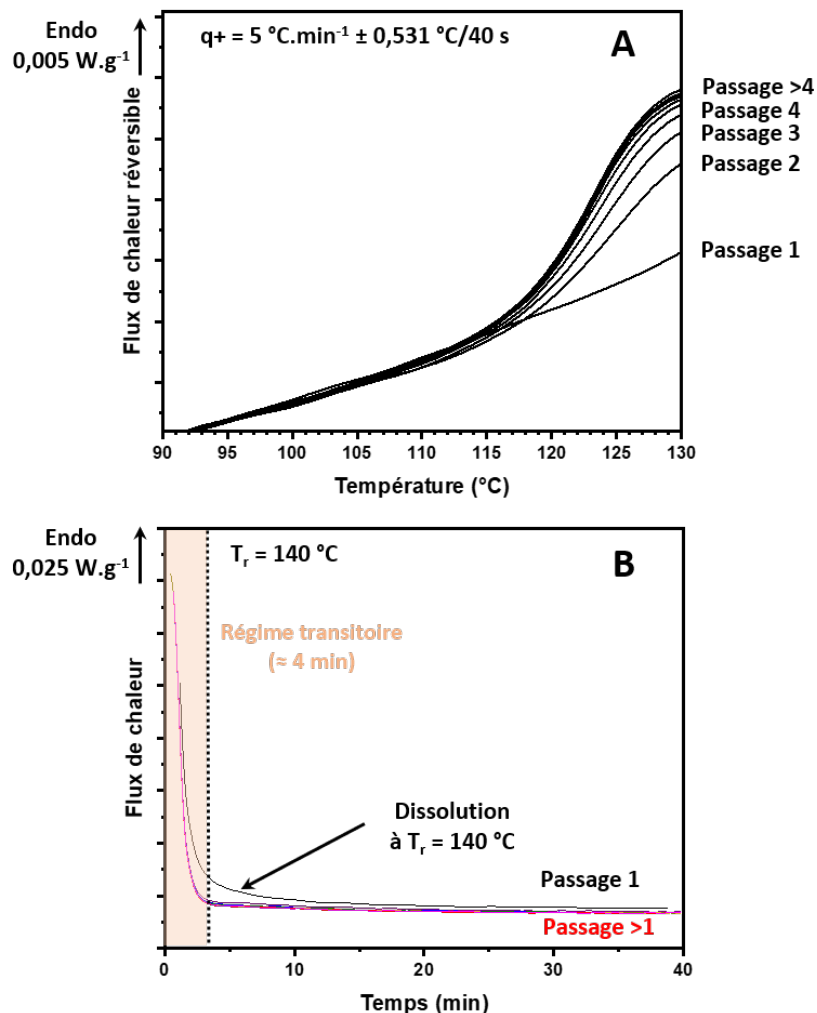 Endo
0,005 W.g⁻¹
q+ = 5 °C.min⁻¹ ± 0,531 °C/40 s
A
Flux de chaleur réversible
Passage >4
Passage 4
Passage 3
Passage 2
Passage 1
90 95 100 105 110 115 120 125 130
Température (°C)
Endo
0,025 W.g⁻¹
Tᵣ = 140 °C
B
Régime transitoire
(≈ 4 min)
Flux de chaleur
Dissolution
à Tᵣ = 140 °C
Passage 1
Passage >1
0 10 20 30 40
Temps (min)